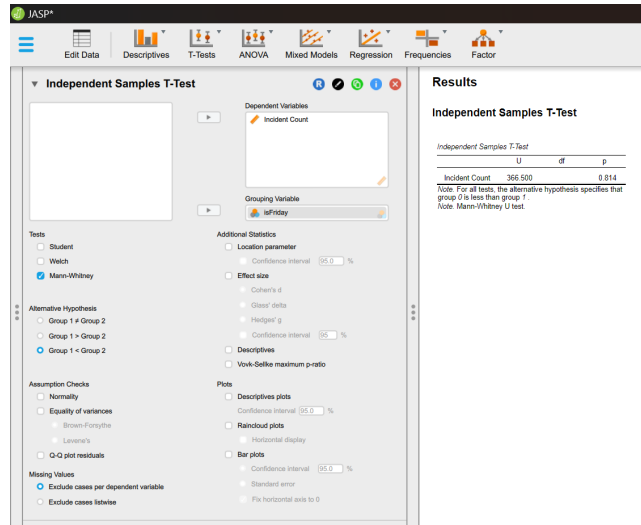 JASP*
Edit Data
Descriptives
T-Tests
ANOVA
Mixed Models
Regression
Frequencies
Factor
Independent Samples T-Test
R
i
Dependent Variables
Incident Count
Grouping Variable
isFriday
Tests
Student
Welch
Mann-Whitney
Alternative Hypothesis
Group 1 ≠ Group 2
Group 1 > Group 2
Group 1 < Group 2
Assumption Checks
Normality
Equality of variances
Brown-Forsythe
Levene's
Q-Q plot residuals
Missing Values
Exclude cases per dependent variable
Exclude cases listwise
Additional Statistics
Location parameter
Confidence interval 95.0 %
Effect size
Cohen's d
Glass' delta
Hedges' g
Confidence interval 95 %
Descriptives
Vovk-Sellke maximum p-ratio
Plots
Descriptives plots
Confidence interval 95.0 %
Raincloud plots
Horizontal display
Bar plots
Confidence interval 95.0 %
Standard error
Fix horizontal axis to 0
Results
Independent Samples T-Test
Independent Samples T-Test
U df p
Incident Count 366.500 0.814
Note. For all tests, the alternative hypothesis specifies that
group 0 is less than group 1 .
Note. Mann-Whitney U test.